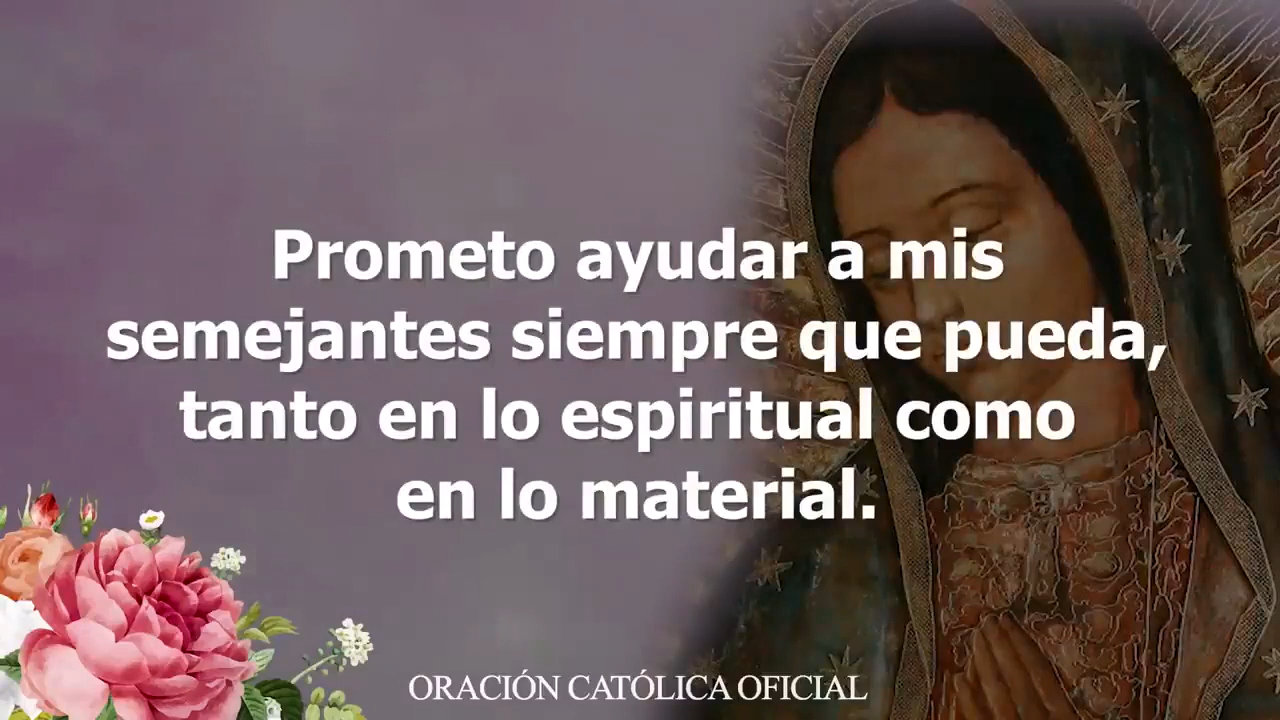 Prometo ayudar a mis
semejantes siempre que pueda,
tanto en lo espiritual como
en lo material.
ORACIÓN CATÓLICA OFICIAL